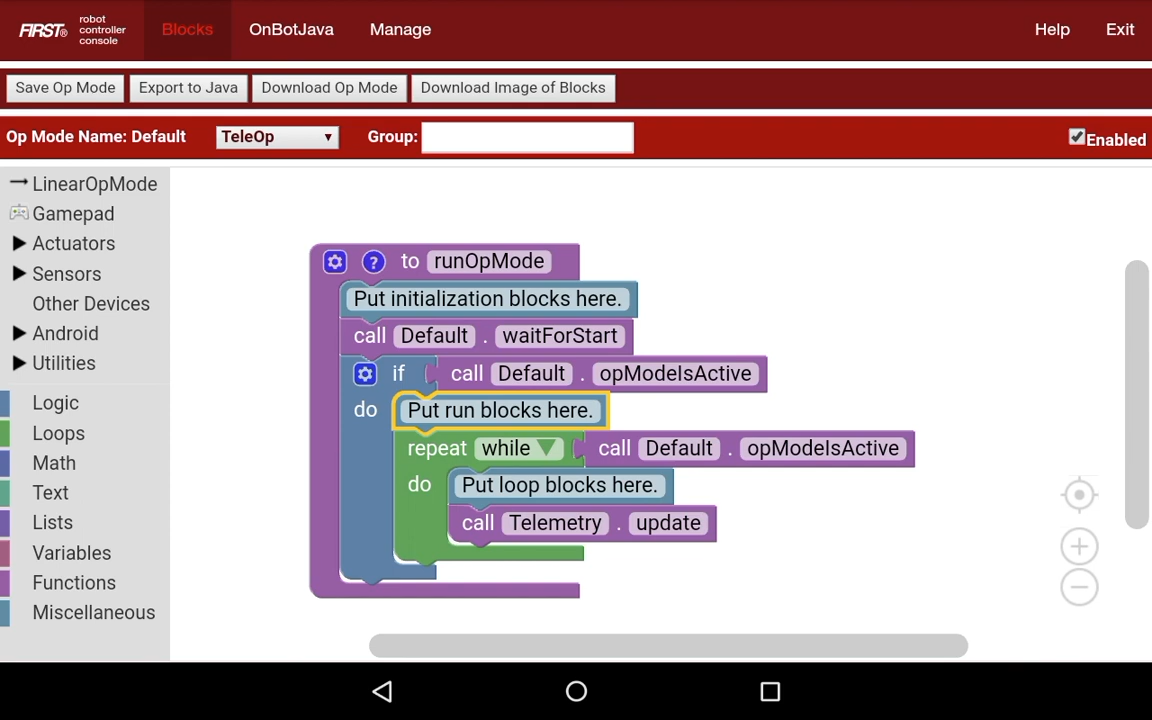 FIRST® robot controller console
Blocks
OnBotJava
Manage
Help
Exit
Save Op Mode
Export to Java
Download Op Mode
Download Image of Blocks
Op Mode Name: Default
TeleOp
Group:
Enabled
LinearOpMode
Gamepad
Actuators
Sensors
Other Devices
Android
Utilities
Logic
Loops
Math
Text
Lists
Variables
Functions
Miscellaneous
? to runOpMode
Put initialization blocks here.
call Default . waitForStart
if call Default . opModeIsActive
do Put run blocks here.
repeat while call Default . opModeIsActive
do Put loop blocks here.
call Telemetry . update